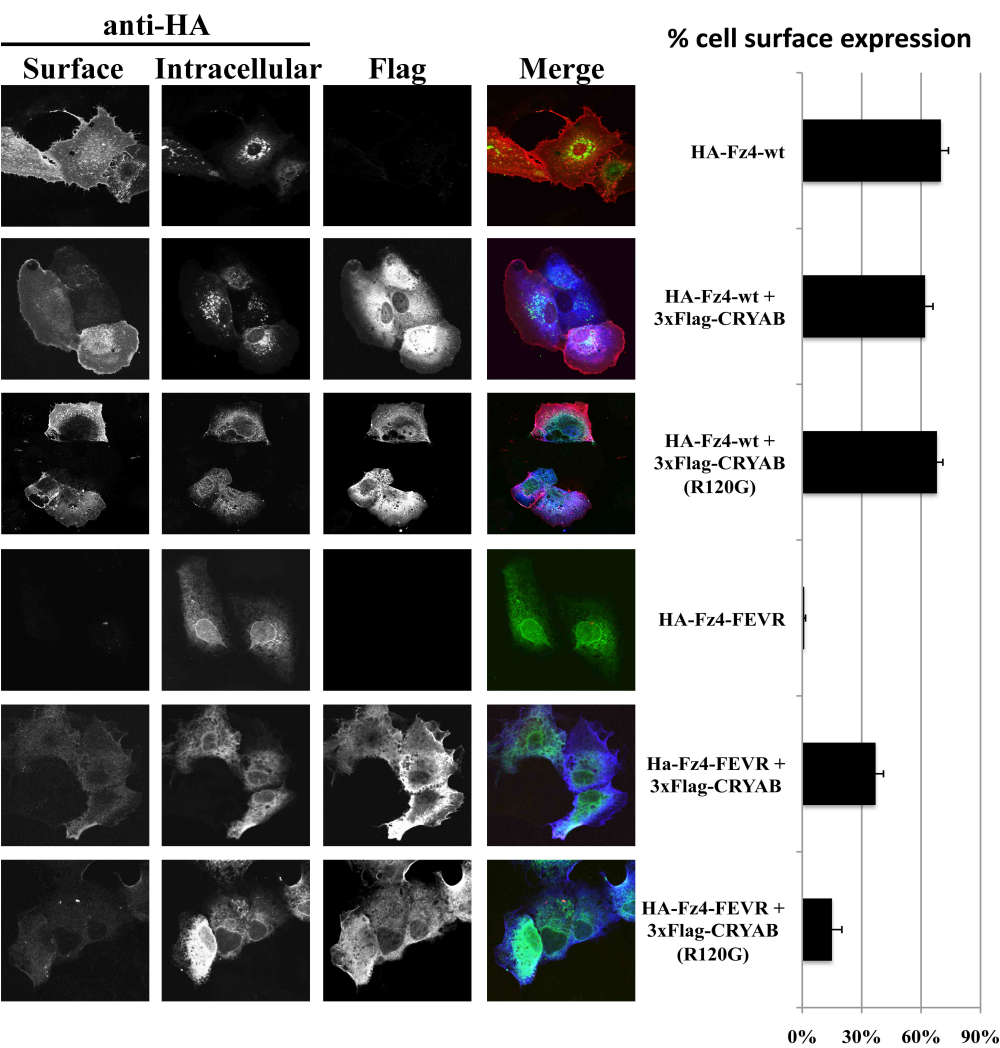 anti-HA
% cell surface expression
Surface Intracellular Flag Merge
HA-Fz4-wt
HA-Fz4-wt +
3xFlag-CRYAB
HA-Fz4-wt +
3xFlag-CRYAB
(R120G)
HA-Fz4-FEVR
Ha-Fz4-FEVR +
3xFlag-CRYAB
HA-Fz4-FEVR +
3xFlag-CRYAB
(R120G)
0% 30% 60% 90%